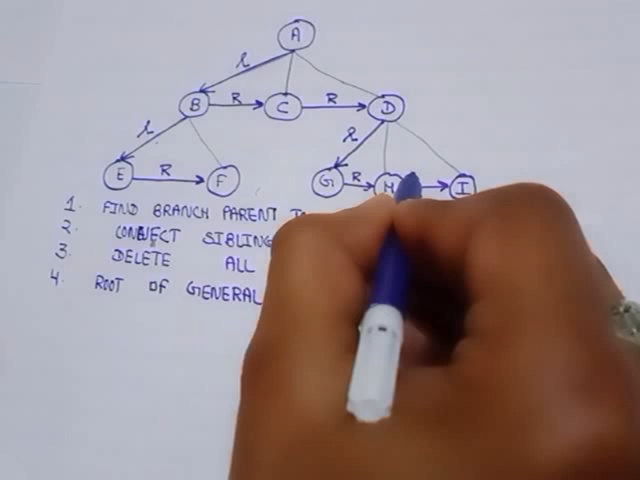 A
l
B R C R D
l l
E R F G R H I
1. FIND BRANCH PARENT
2. CONNECT SIBLING
3. DELETE ALL
4. ROOT OF GENERAL